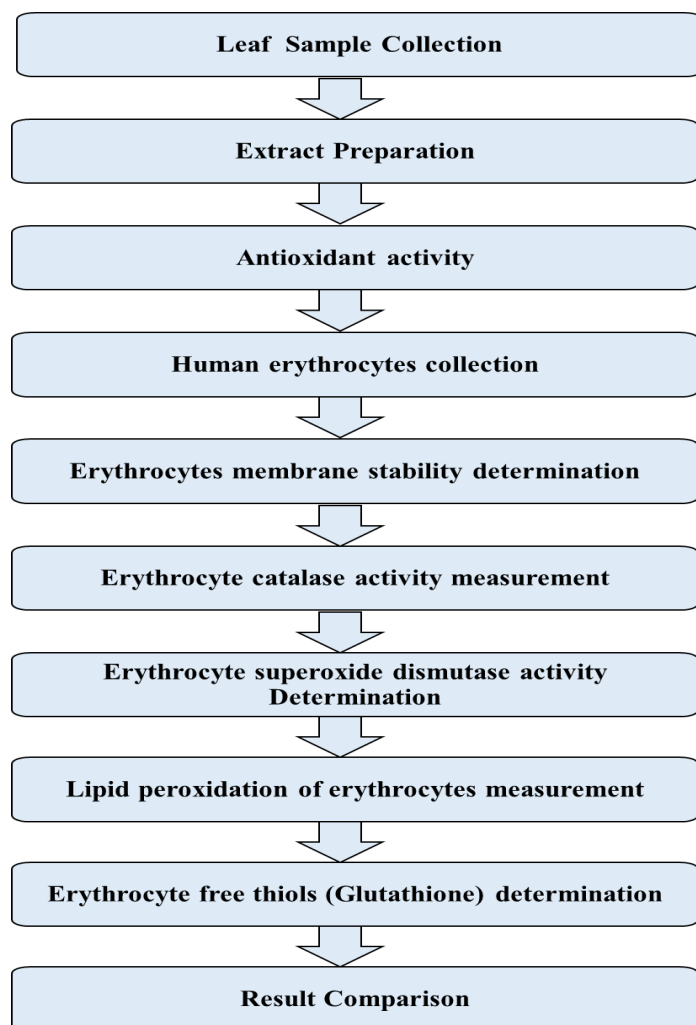 Leaf Sample Collection
Extract Preparation
Antioxidant activity
Human erythrocytes collection
Erythrocytes membrane stability determination
Erythrocyte catalase activity measurement
Erythrocyte superoxide dismutase activity
Determination
Lipid peroxidation of erythrocytes measurement
Erythrocyte free thiols (Glutathione) determination
Result Comparison